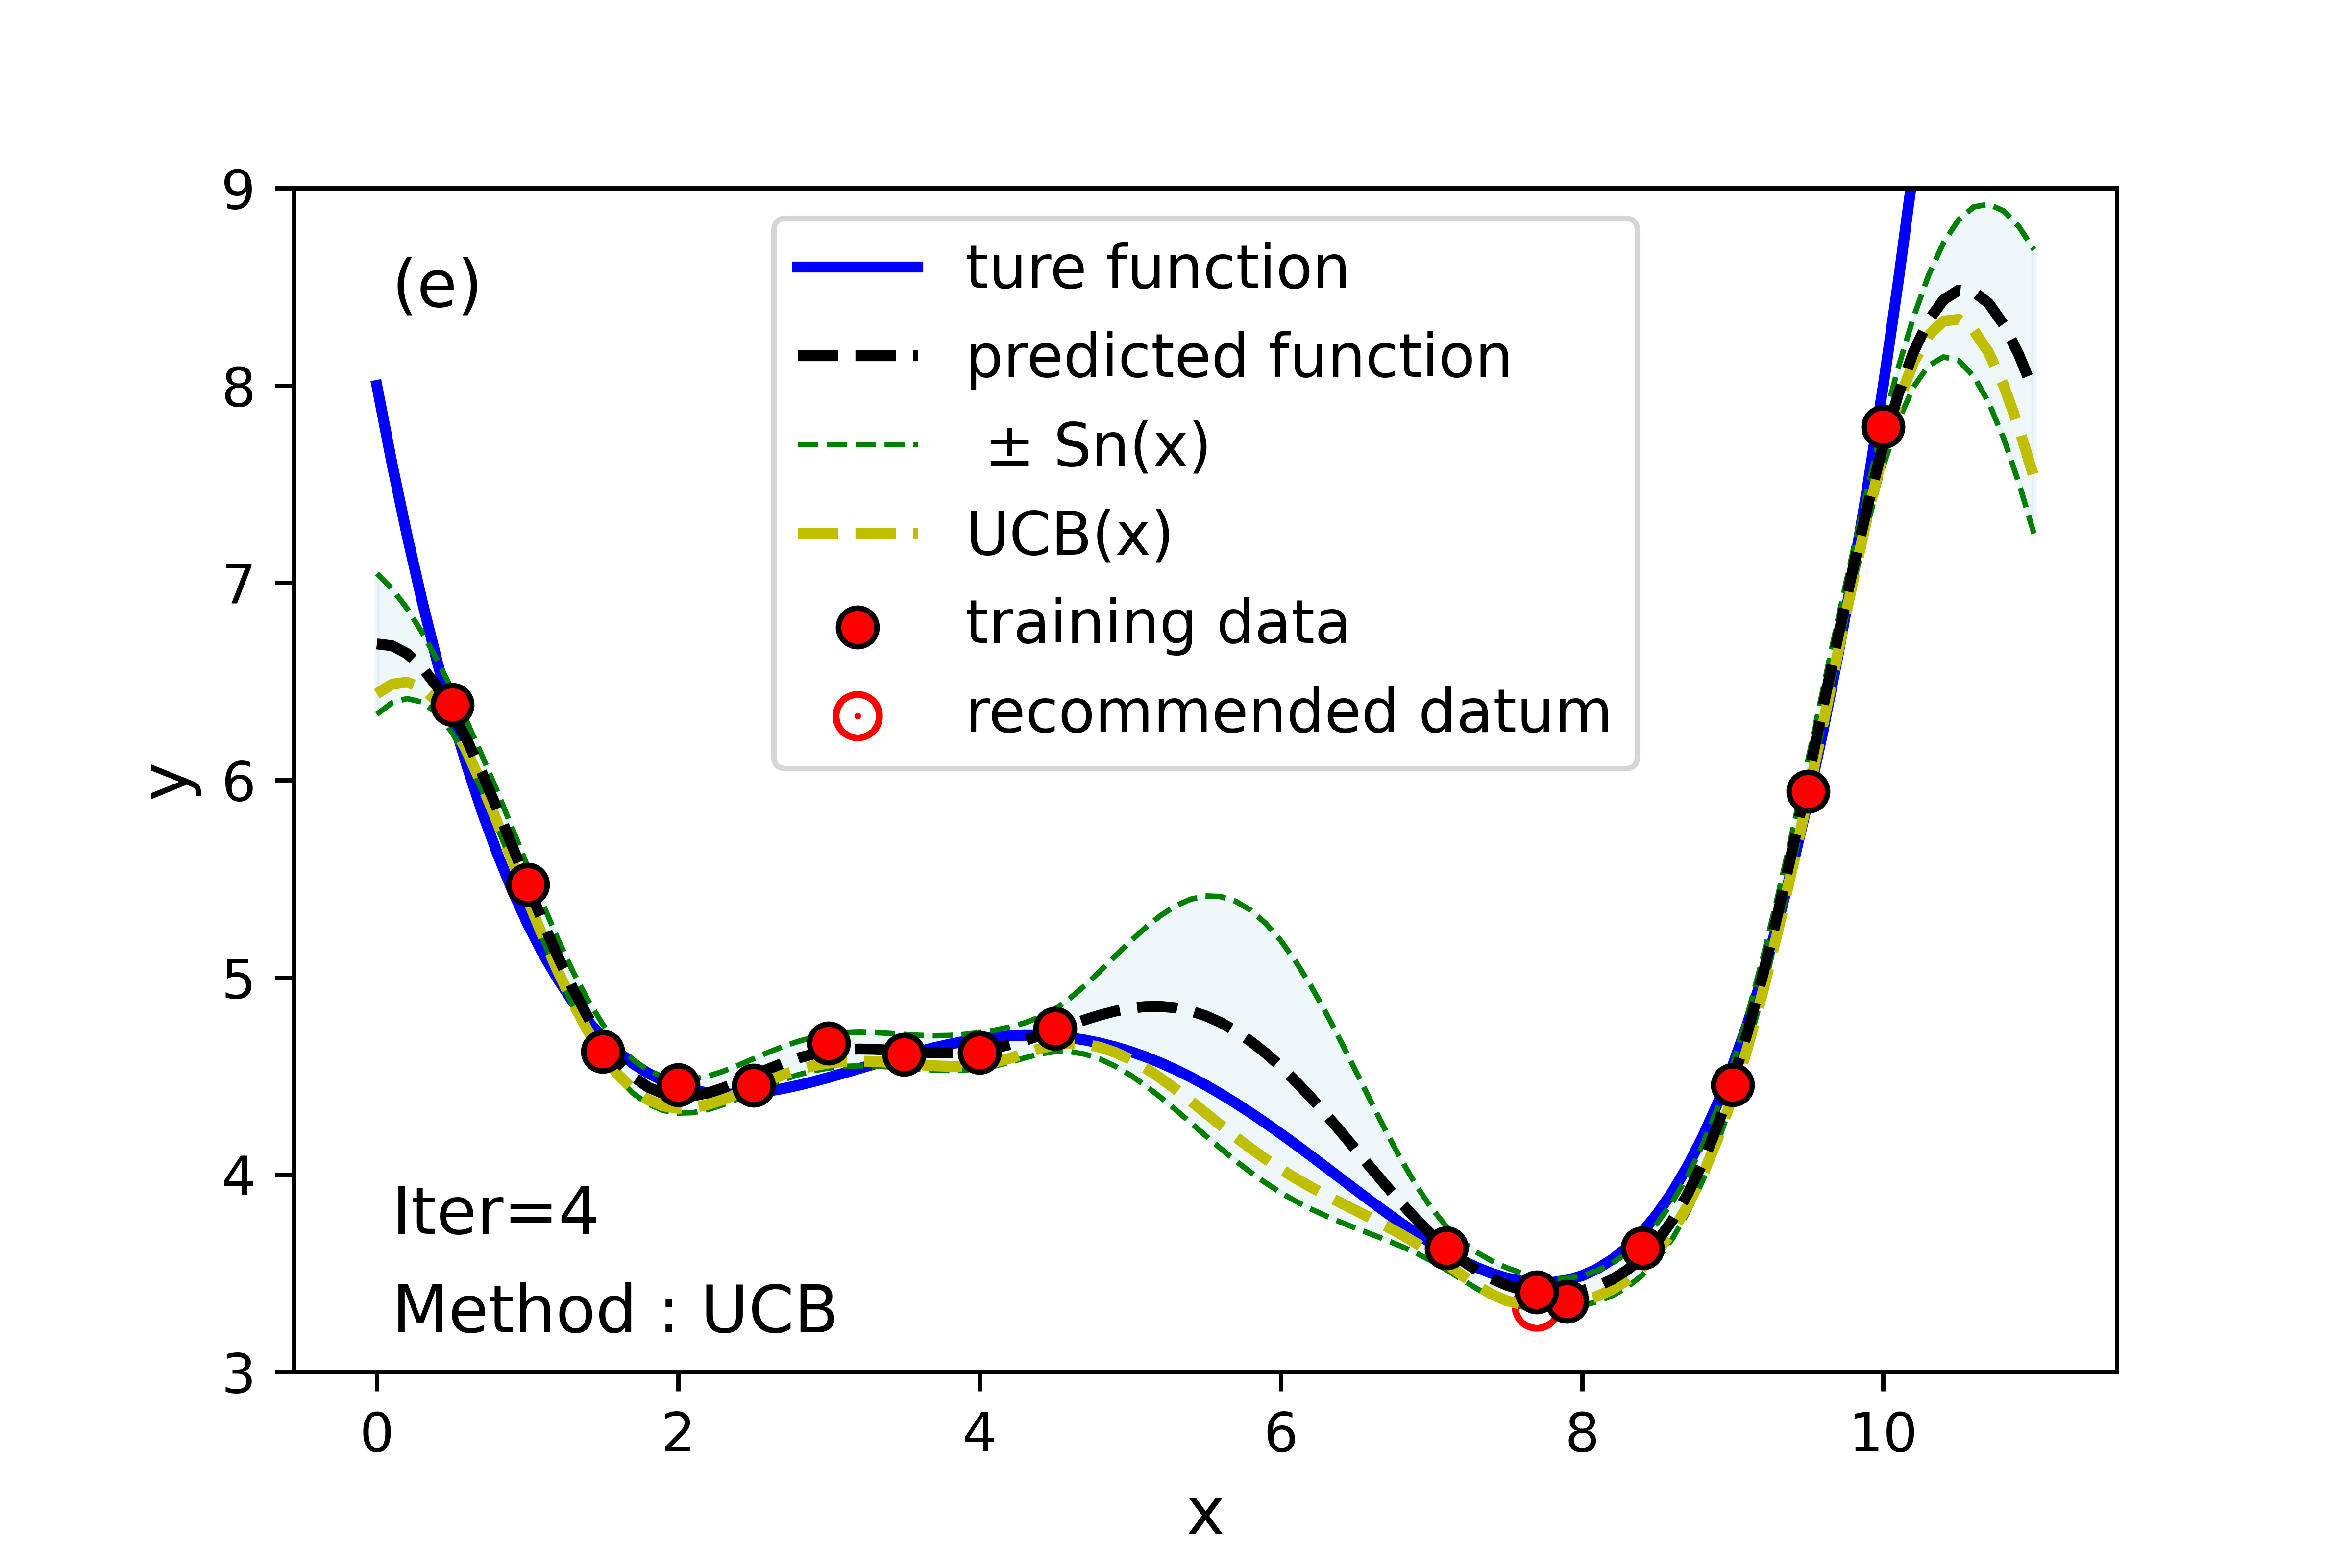 (e)
ture function
predicted function
± Sn(x)
UCB(x)
training data
recommended datum
Iter=4
Method : UCB
y
9
8
7
6
5
4
3
0 2 4 6 8 10
x